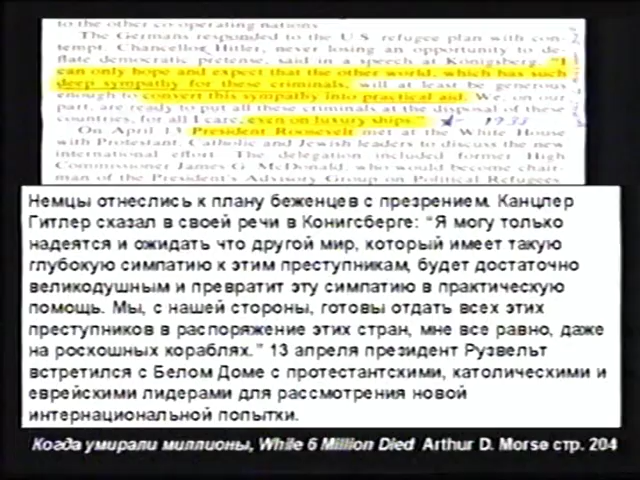 to the other co-operating nations.
The Germans responded to the U.S. refugee plan with con-
tempt. Chancellor Hitler, never losing an opportunity to de-
flate democratic pretense, said in a speech at Königsberg, "I
can only hope and expect that the other world, which has such
deep sympathy for these criminals, will at least be generous
enough to convert this sympathy into practical aid. We, on our
part, are ready to put all these criminals at the disposal of these
countries, for all I care, even on luxury ships."
On April 13 President Roosevelt met at the White House
with Protestant, Catholic and Jewish leaders to discuss the new
international effort. The delegation included former High
Commissioner James G. McDonald, who would become chair-
man of the President's Advisory Group on Political Refugees
Немцы отнеслись к плану беженцев с презрением. Канцлер
Гитлер сказал в своей речи в Конигсберге: "Я могу только
надеятся и ожидать что другой мир, который имеет такую
глубокую симпатию к этим преступникам, будет достаточно
великодушным и превратит эту симпатию в практическую
помощь. Мы, с нашей стороны, готовы отдать всех этих
преступников в распоряжение этих стран, мне все равно, даже
на роскошных кораблях." 13 апреля президент Рузвельт
встретился с Белом Доме с протестантскими, католическими и
еврейскими лидерами для рассмотрения новой
интернациональной попытки.
Когда умирали миллионы, While 6 Million Died Arthur D. Morse стр. 204